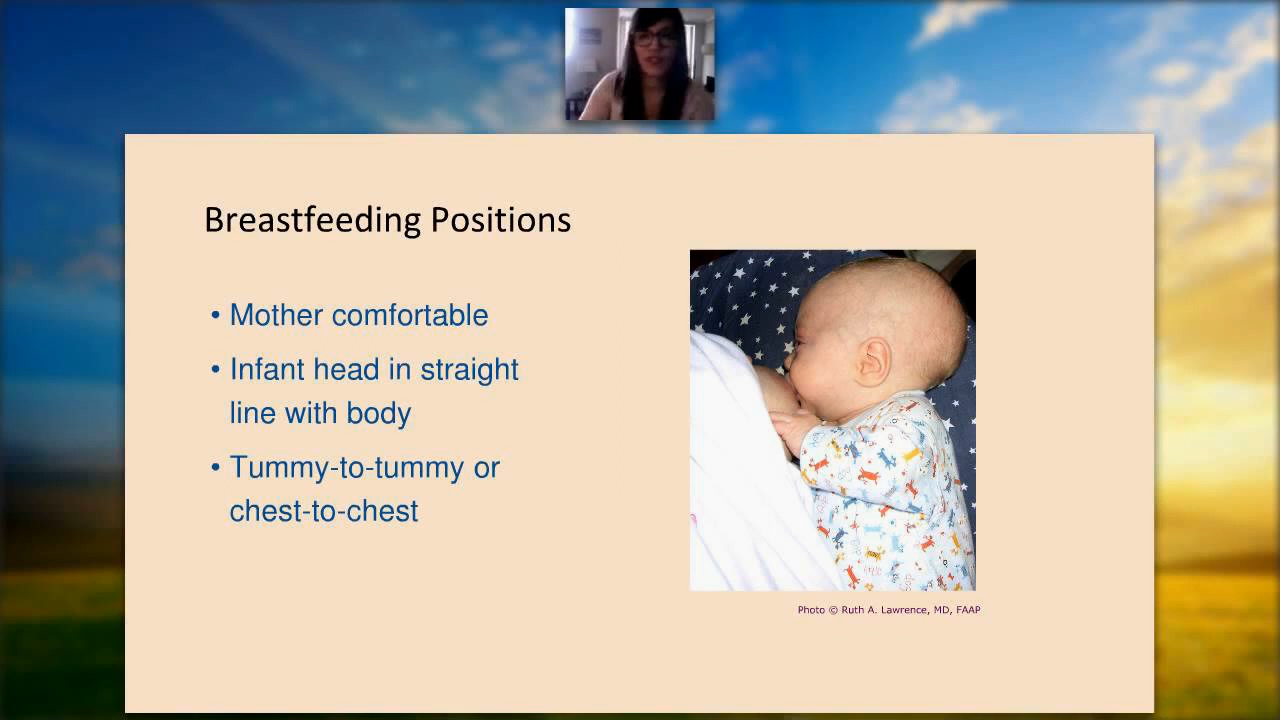 Breastfeeding Positions
• Mother comfortable
• Infant head in straight
line with body
• Tummy-to-tummy or
chest-to-chest
Photo © Ruth A. Lawrence, MD, FAAP